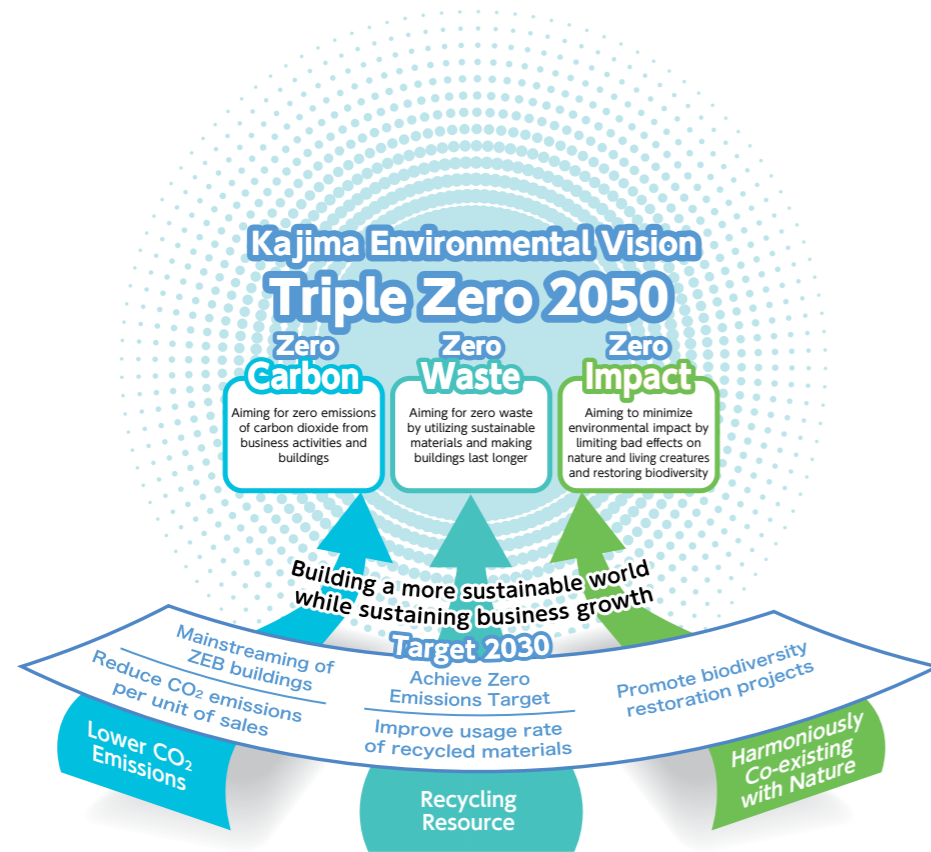 Kajima Environmental Vision
Triple Zero 2050
Zero
Carbon
Aiming for zero emissions
of carbon dioxide from
business activities and
buildings
Zero
Waste
Aiming for zero waste
by utilizing sustainable
materials and making
buildings last longer
Zero
Impact
Aiming to minimize
environmental impact by
limiting bad effects on
nature and living creatures
and restoring biodiversity
Building a more sustainable world
while sustaining business growth
Target 2030
Mainstreaming of
ZEB buildings
Reduce CO₂ emissions
per unit of sales
Achieve Zero
Emissions Target
Improve usage rate
of recycled materials
Promote biodiversity
restoration projects
Lower CO₂
Emissions
Recycling
Resource
Harmoniously
Co-existing
with Nature